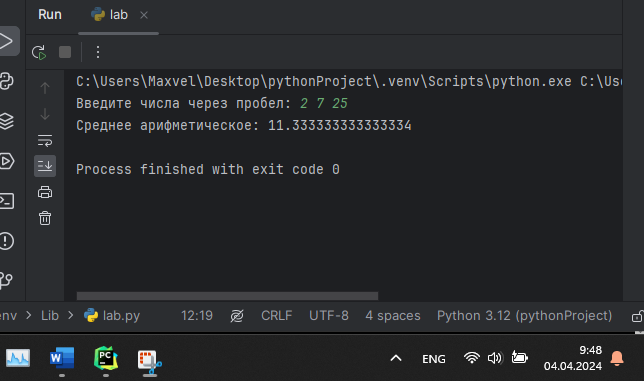 Run lab
C:\Users\Maxvel\Desktop\pythonProject\.venv\Scripts\python.exe C:\Use
Введите числа через пробел: 2 7 25
Среднее арифметическое: 11.333333333333334
Process finished with exit code 0
env > Lib > lab.py 12:19 CRLF UTF-8 4 spaces Python 3.12 (pythonProject)
W PC ENG 9:48
04.04.2024